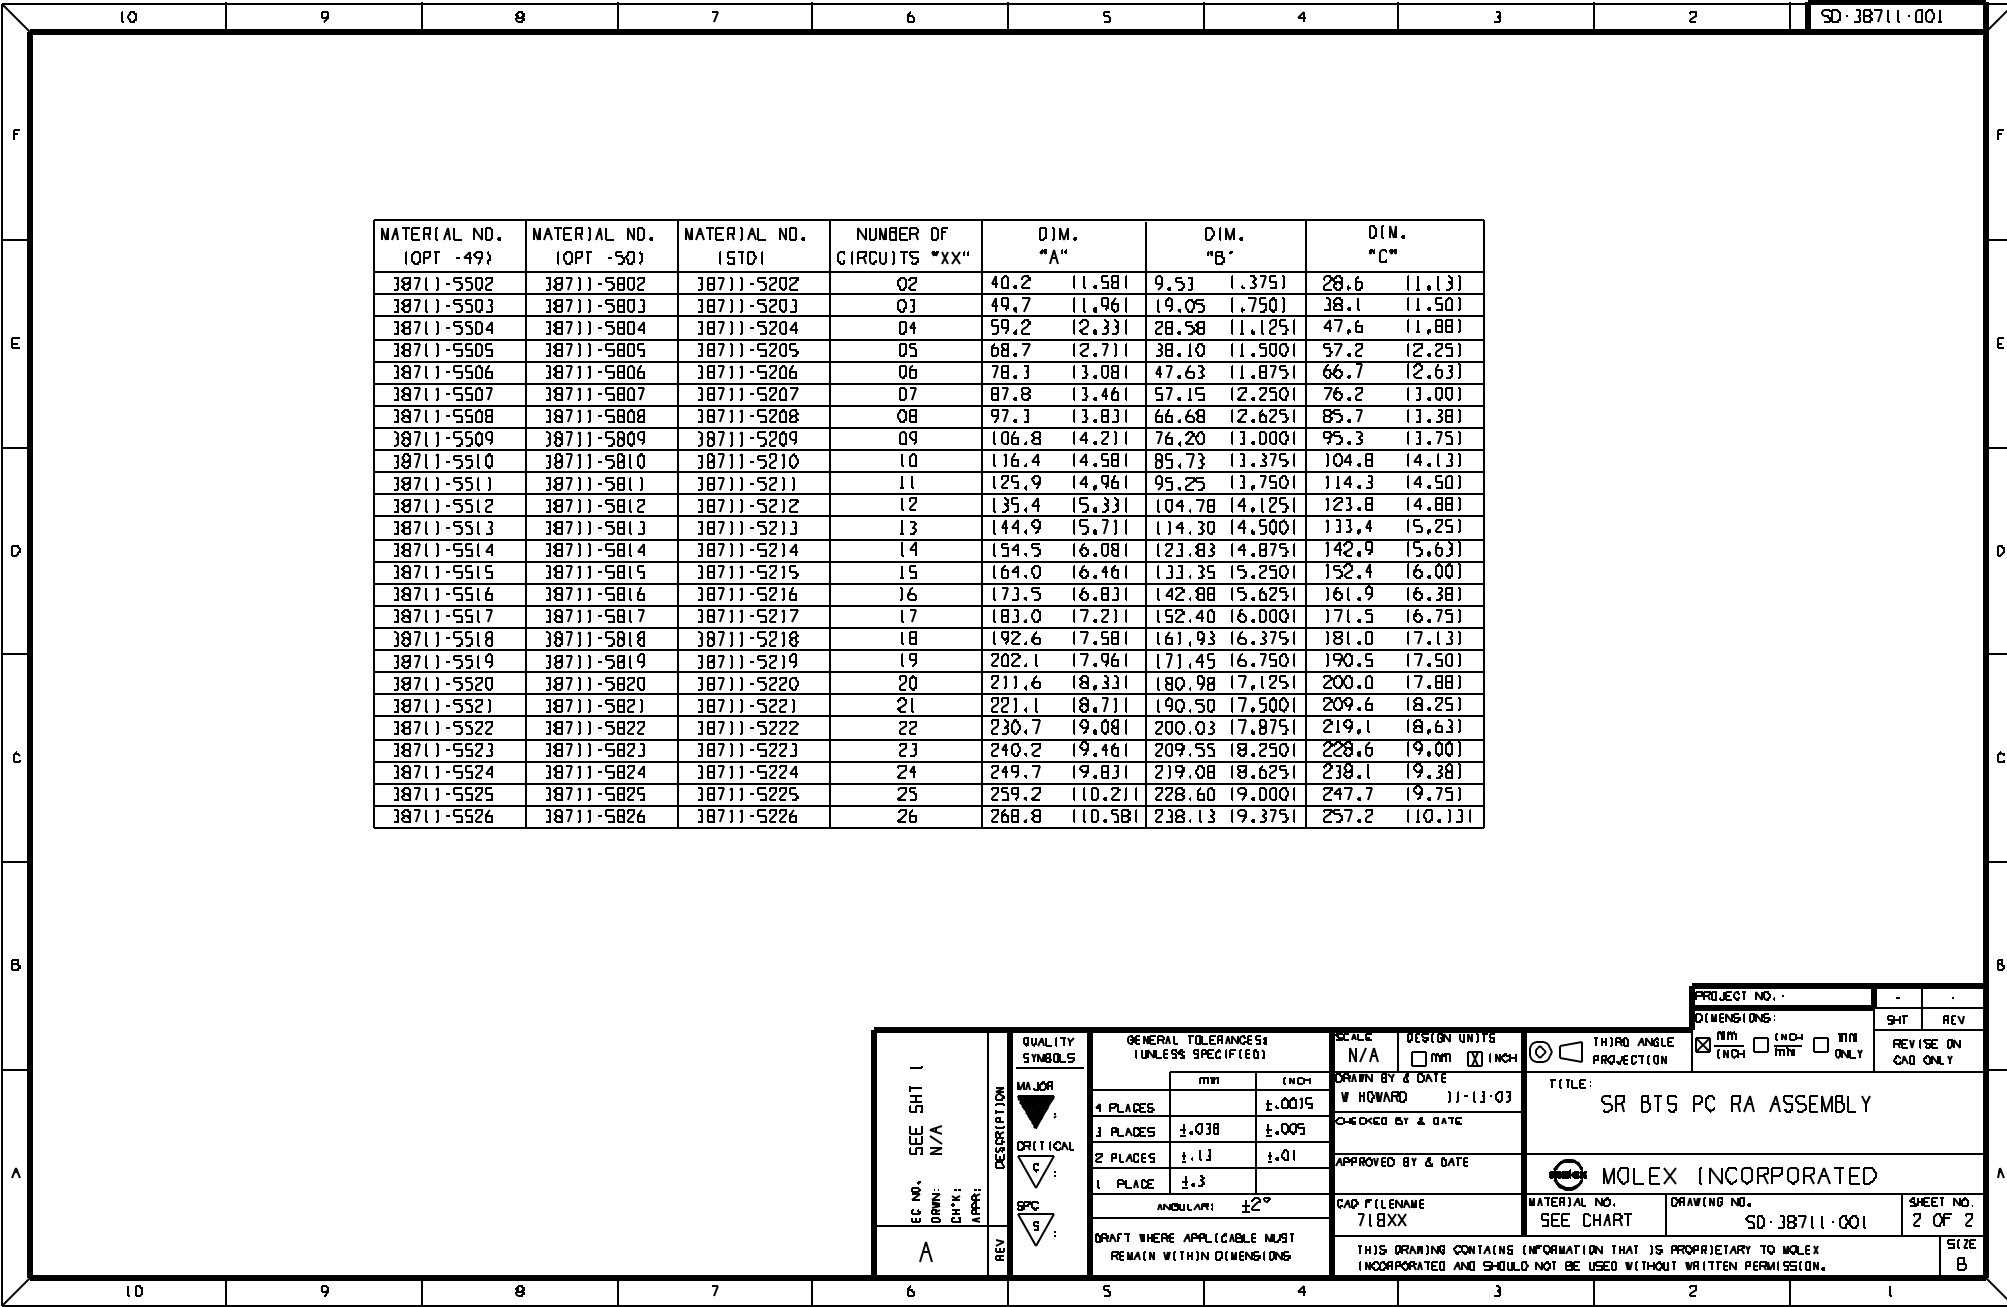 10 9 8 7 6 5 4 3 2 SD-38711-001
F F
E E
D D
C C
B B
A A
MATERIAL NO. (OPT -49) MATERIAL NO. (OPT -50) MATERIAL NO. (STD) NUMBER OF CIRCUITS "XX" DIM. "A" DIM. "B" DIM. "C"
38711-5502 38711-5802 38711-5202 02 40.2 (1.58) 9.53 (.375) 28.6 (1.13)
38711-5503 38711-5803 38711-5203 03 49.7 (1.96) 19.05 (.750) 38.1 (1.50)
38711-5504 38711-5804 38711-5204 04 59.2 (2.33) 28.58 (1.125) 47.6 (1.88)
38711-5505 38711-5805 38711-5205 05 68.7 (2.71) 38.10 (1.500) 57.2 (2.25)
38711-5506 38711-5806 38711-5206 06 78.3 (3.08) 47.63 (1.875) 66.7 (2.63)
38711-5507 38711-5807 38711-5207 07 87.8 (3.46) 57.15 (2.250) 76.2 (3.00)
38711-5508 38711-5808 38711-5208 08 97.3 (3.83) 66.68 (2.625) 85.7 (3.38)
38711-5509 38711-5809 38711-5209 09 106.8 (4.21) 76.20 (3.000) 95.3 (3.75)
38711-5510 38711-5810 38711-5210 10 116.4 (4.58) 85.73 (3.375) 104.8 (4.13)
38711-5511 38711-5811 38711-5211 11 125.9 (4.96) 95.25 (3.750) 114.3 (4.50)
38711-5512 38711-5812 38711-5212 12 135.4 (5.33) 104.78 (4.125) 123.8 (4.88)
38711-5513 38711-5813 38711-5213 13 144.9 (5.71) 114.30 (4.500) 133.4 (5.25)
38711-5514 38711-5814 38711-5214 14 154.5 (6.08) 123.83 (4.875) 142.9 (5.63)
38711-5515 38711-5815 38711-5215 15 164.0 (6.46) 133.35 (5.250) 152.4 (6.00)
38711-5516 38711-5816 38711-5216 16 173.5 (6.83) 142.88 (5.625) 161.9 (6.38)
38711-5517 38711-5817 38711-5217 17 183.0 (7.21) 152.40 (6.000) 171.5 (6.75)
38711-5518 38711-5818 38711-5218 18 192.6 (7.58) 161.93 (6.375) 181.0 (7.13)
38711-5519 38711-5819 38711-5219 19 202.1 (7.96) 171.45 (6.750) 190.5 (7.50)
38711-5520 38711-5820 38711-5220 20 211.6 (8.33) 180.98 (7.125) 200.0 (7.88)
38711-5521 38711-5821 38711-5221 21 221.1 (8.71) 190.50 (7.500) 209.6 (8.25)
38711-5522 38711-5822 38711-5222 22 230.7 (9.08) 200.03 (7.875) 219.1 (8.63)
38711-5523 38711-5823 38711-5223 23 240.2 (9.46) 209.55 (8.250) 228.6 (9.00)
38711-5524 38711-5824 38711-5224 24 249.7 (9.83) 219.08 (8.625) 238.1 (9.38)
38711-5525 38711-5825 38711-5225 25 259.2 (10.21) 228.60 (9.000) 247.7 (9.75)
38711-5526 38711-5826 38711-5226 26 268.8 (10.58) 238.13 (9.375) 257.2 (10.13)
EC NO. SEE SHT 1
DRWN: N/A
CH'K:
APPR:
DESCRIPTION
A REV
QUALITY SYMBOLS
MAJOR
CRITICAL
C
SPC
S
GENERAL TOLERANCES:
(UNLESS SPECIFIED)
mm INCH
4 PLACES ±.0015
3 PLACES ±.038 ±.005
2 PLACES ±.13 ±.01
1 PLACE ±.3
ANGULAR: ±2°
DRAFT WHERE APPLICABLE MUST
REMAIN WITHIN DIMENSIONS
SCALE
N/A
DESIGN UNITS
mm INCH
DRAWN BY & DATE
W HOWARD 11-13-03
CHECKED BY & DATE
APPROVED BY & DATE
CAD FILENAME
718XX
THIRD ANGLE
PROJECTION
PROJECT NO. - - -
DIMENSIONS:
mm/INCH INCH/mm mm ONLY
SHT REV
REVISE ON
CAD ONLY
TITLE:
SR BTS PC RA ASSEMBLY
molex MOLEX INCORPORATED
MATERIAL NO.
SEE CHART
DRAWING NO.
SD-38711-001
SHEET NO.
2 OF 2
THIS DRAWING CONTAINS INFORMATION THAT IS PROPRIETARY TO MOLEX
INCORPORATED AND SHOULD NOT BE USED WITHOUT WRITTEN PERMISSION.
SIZE
B
10 9 8 7 6 5 4 3 2 1